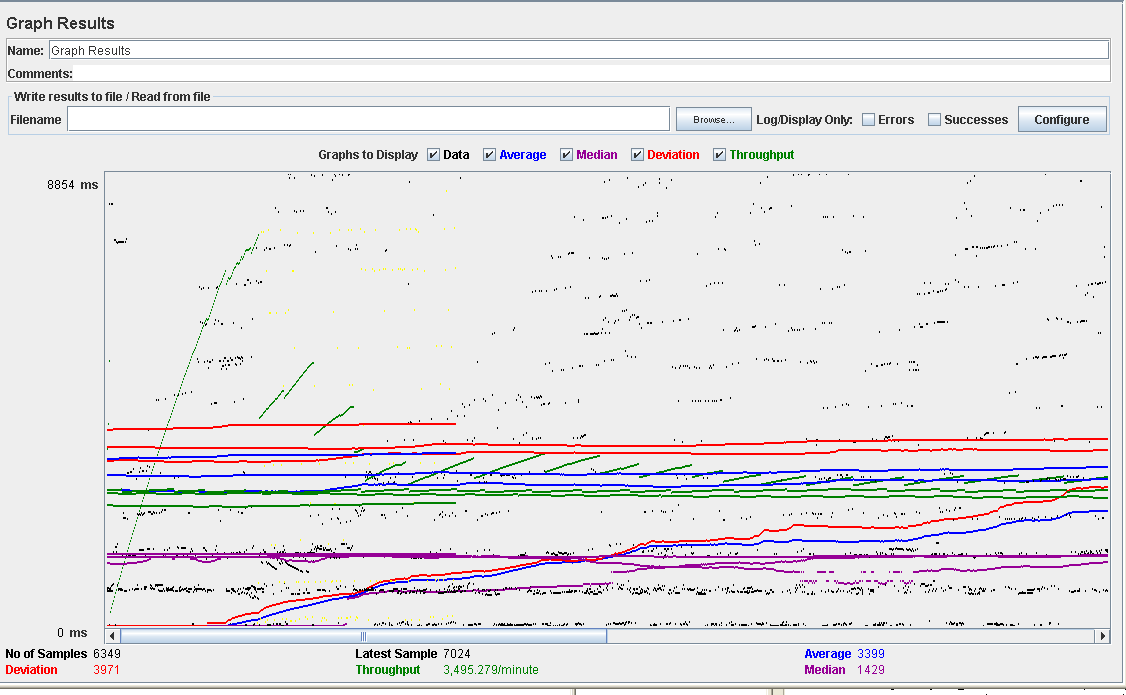 Graph Results
Name: Graph Results
Comments:
Write results to file / Read from file
Filename Browse... Log/Display Only: Errors Successes Configure
Graphs to Display Data Average Median Deviation Throughput
8854 ms
0 ms
No of Samples 6349 Latest Sample 7024 Average 3399
Deviation 3971 Throughput 3,495.279/minute Median 1429